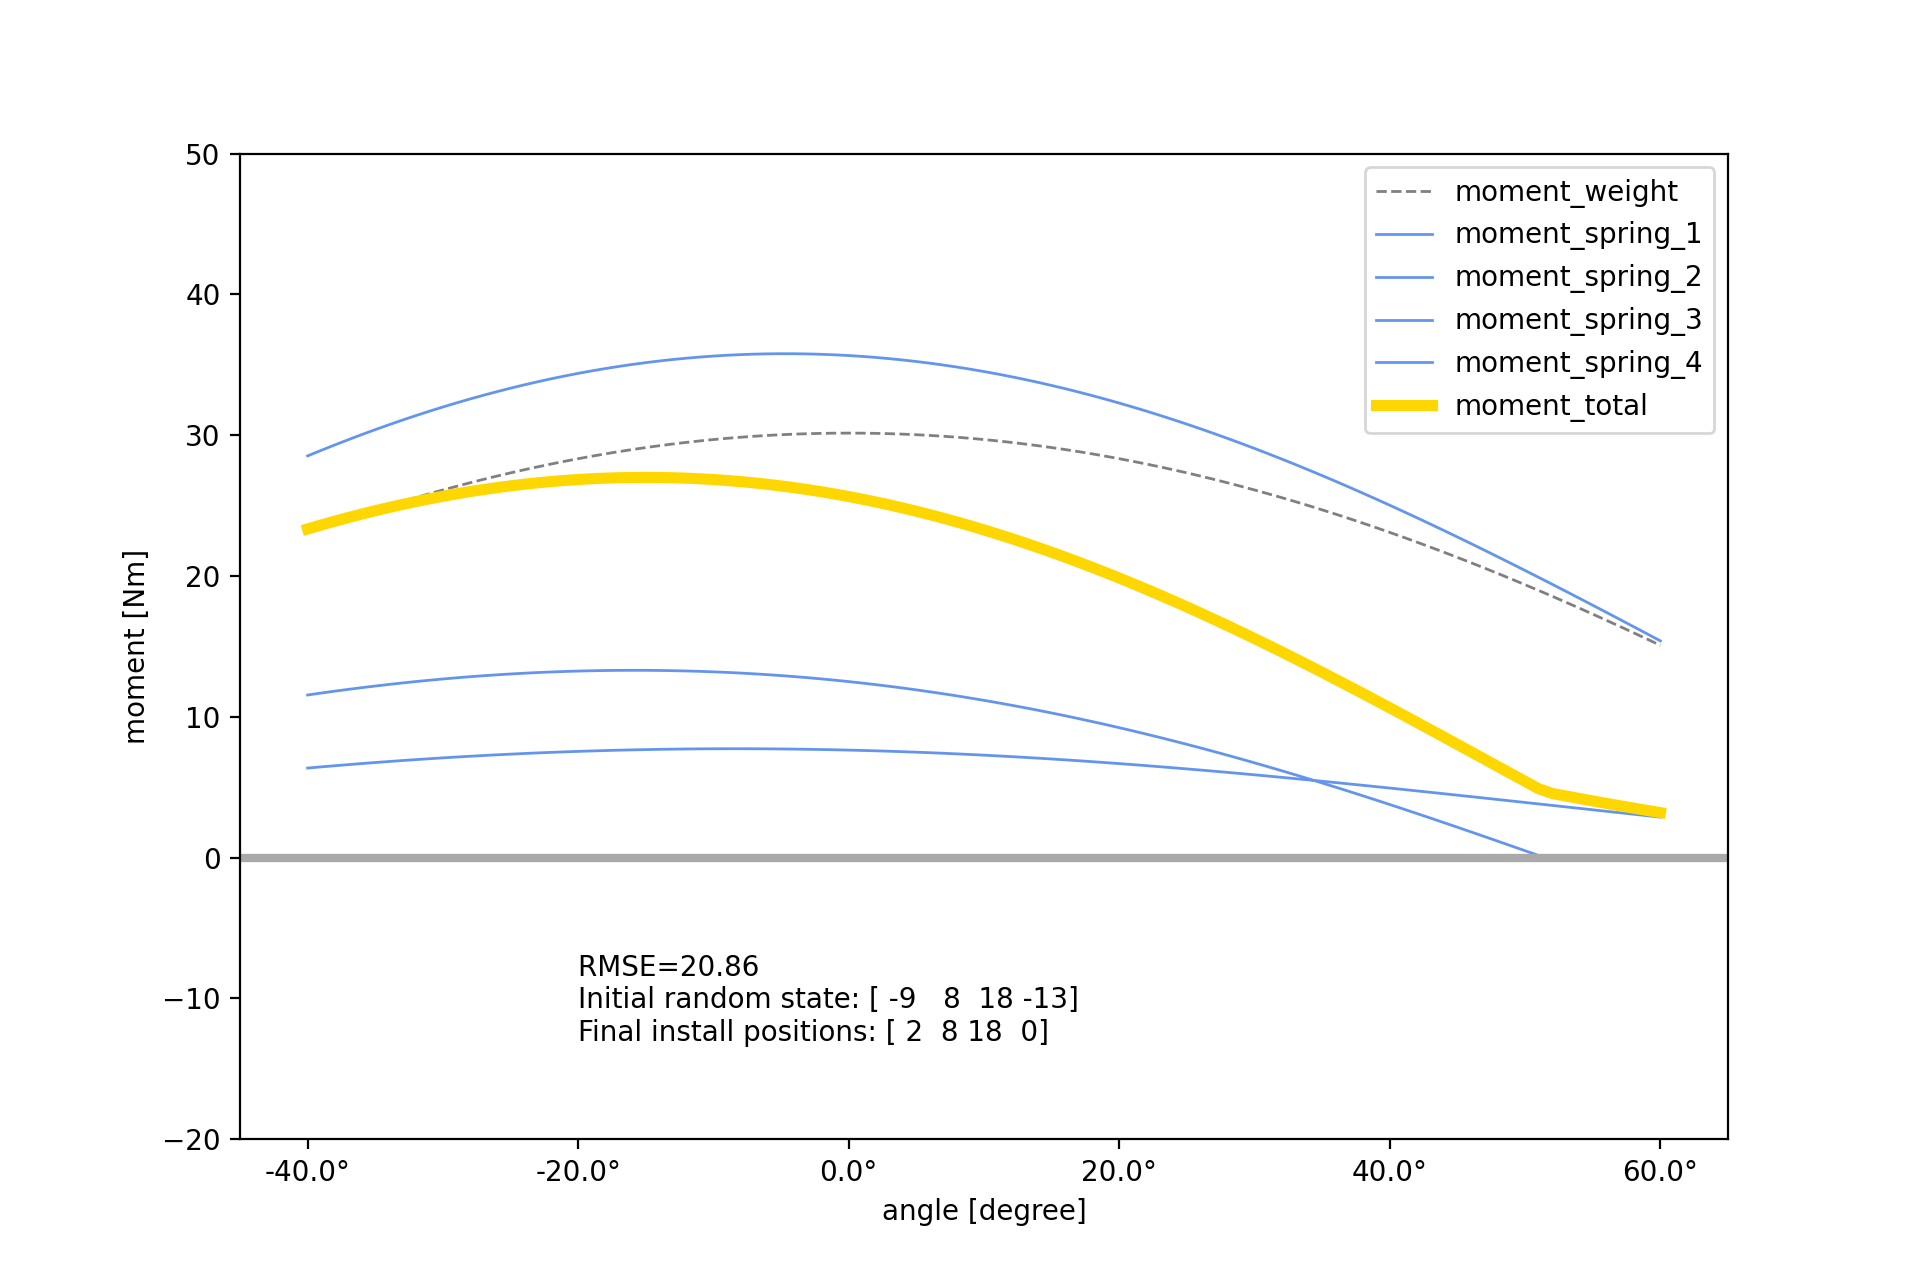 50
40
30
20
10
0
−10
−20
moment [Nm]
moment_weight
moment_spring_1
moment_spring_2
moment_spring_3
moment_spring_4
moment_total
RMSE=20.86
Initial random state: [ -9   8  18 -13]
Final install positions: [ 2  8 18  0]
-40.0° -20.0° 0.0° 20.0° 40.0° 60.0°
angle [degree]